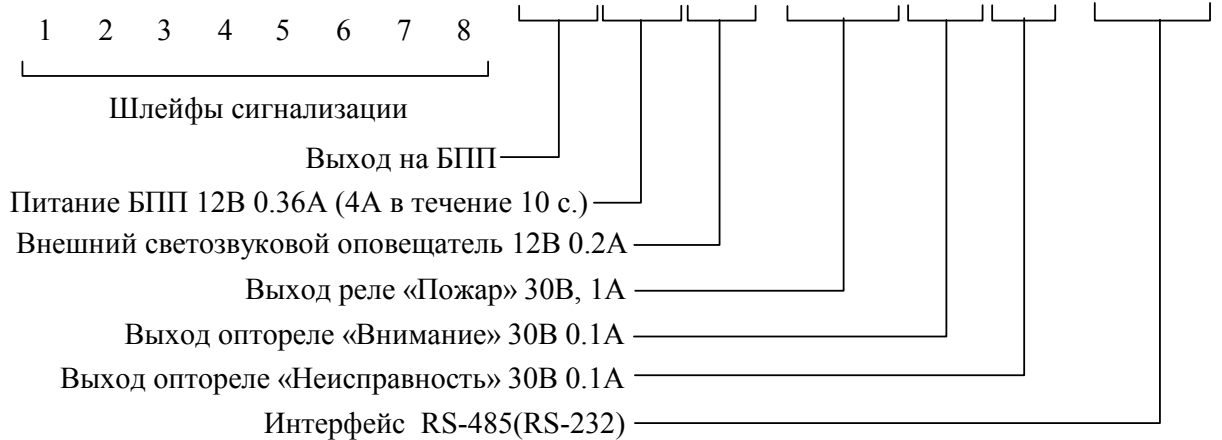 1 2 3 4 5 6 7 8
Шлейфы сигнализации
Выход на БПП
Питание БПП 12В 0.36А (4А в течение 10 с.)
Внешний светозвуковой оповещатель 12В 0.2А
Выход реле «Пожар» 30В, 1А
Выход оптореле «Внимание» 30В 0.1А
Выход оптореле «Неисправность» 30В 0.1А
Интерфейс RS-485(RS-232)